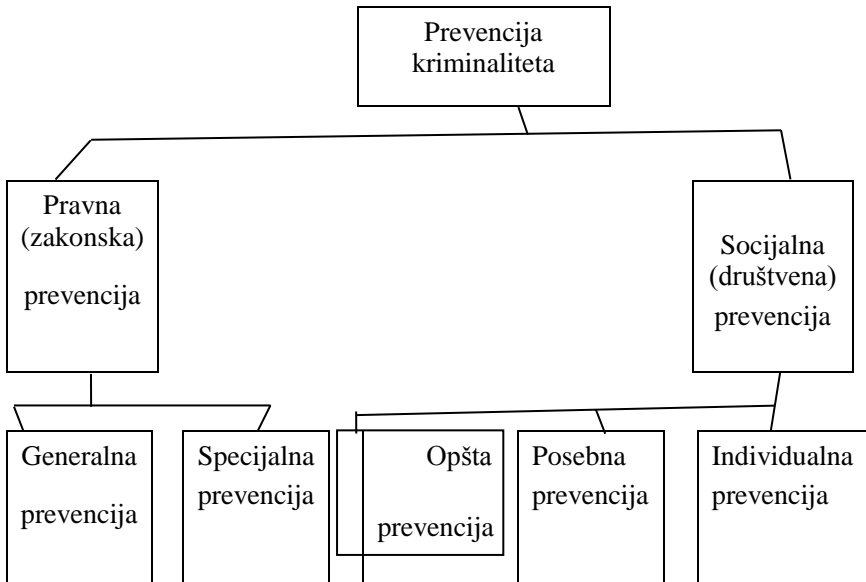 Prevencija
kriminaliteta
Pravna
(zakonska)
prevencija
Socijalna
(društvena)
prevencija
Generalna
prevencija
Specijalna
prevencija
Opšta
prevencija
Posebna
prevencija
Individualna
prevencija